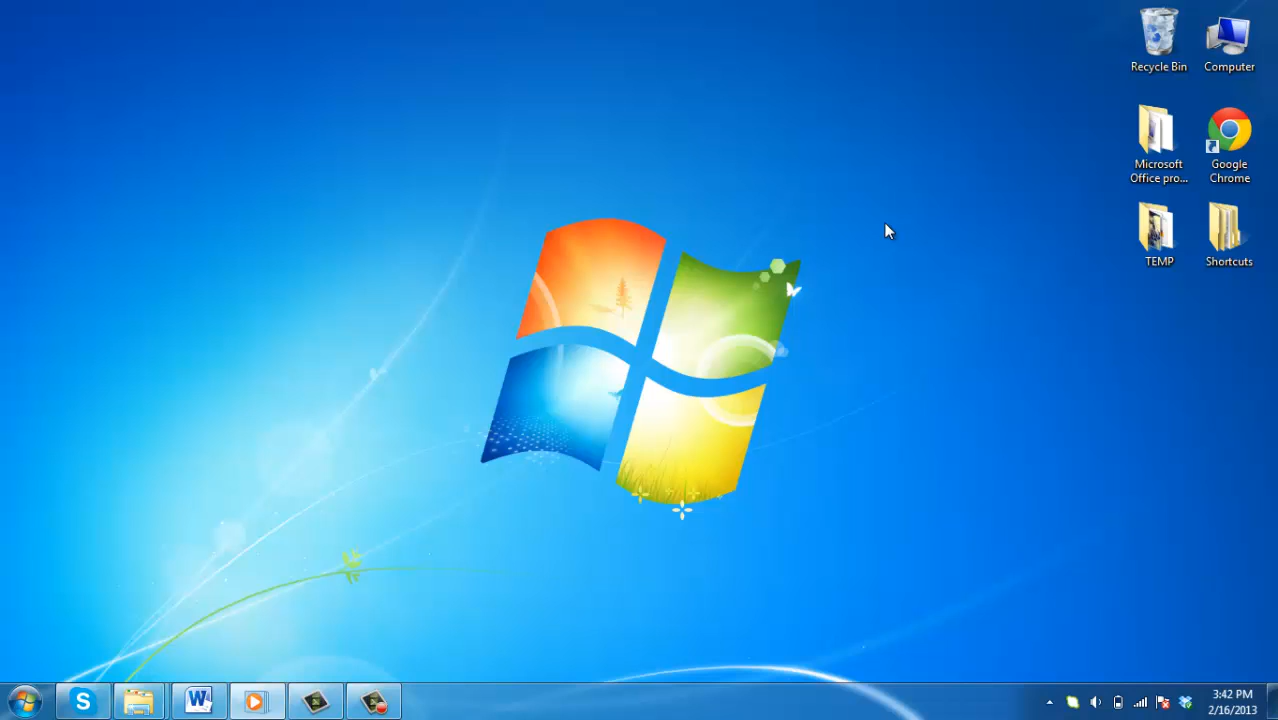 Recycle Bin
Computer
Microsoft
Office pro...
Google
Chrome
TEMP
Shortcuts
S
W
3:42 PM
2/16/2013